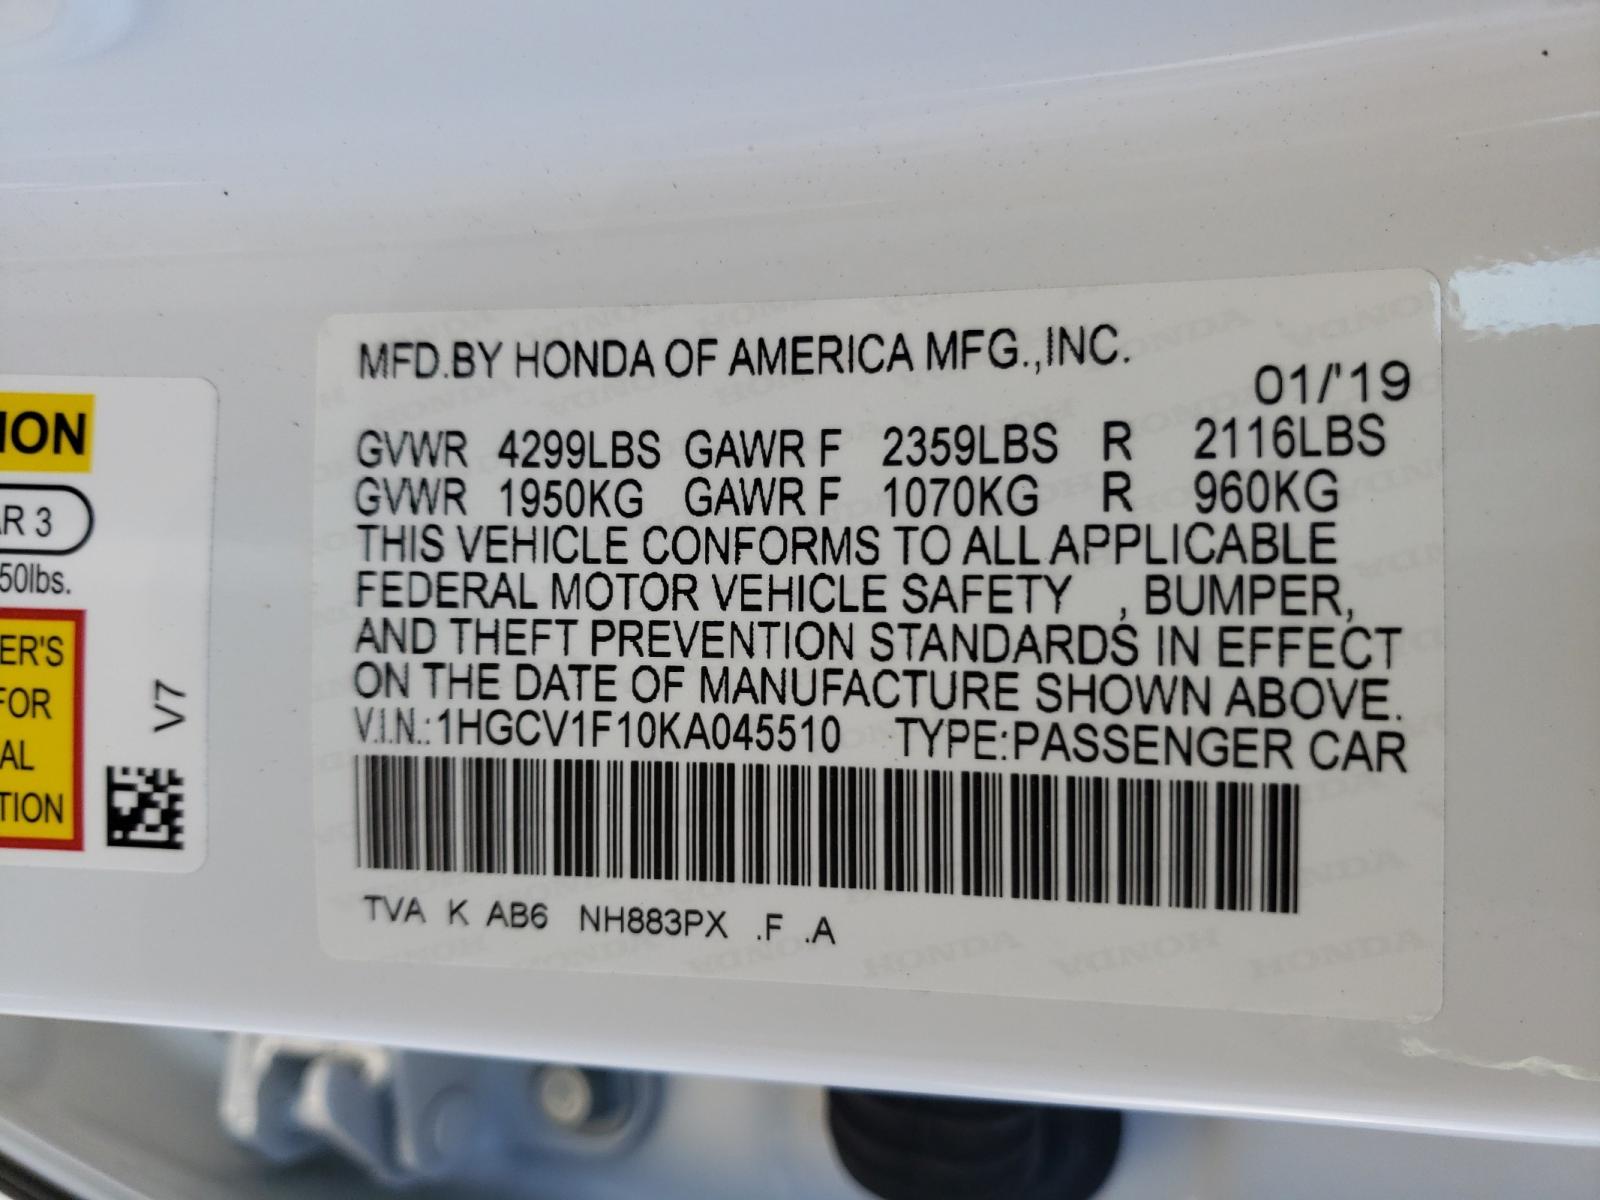 ION
AR 3
50lbs.
ER'S
FOR
AL
TION
V7
MFD.BY HONDA OF AMERICA MFG.,INC.
01/'19
GVWR 4299LBS GAWR F 2359LBS R 2116LBS
GVWR 1950KG GAWR F 1070KG R 960KG
THIS VEHICLE CONFORMS TO ALL APPLICABLE
FEDERAL MOTOR VEHICLE SAFETY , BUMPER,
AND THEFT PREVENTION STANDARDS IN EFFECT
ON THE DATE OF MANUFACTURE SHOWN ABOVE.
V.I.N.: 1HGCV1F10KA045510 TYPE:PASSENGER CAR
TVA K AB6 NH883PX .F .A